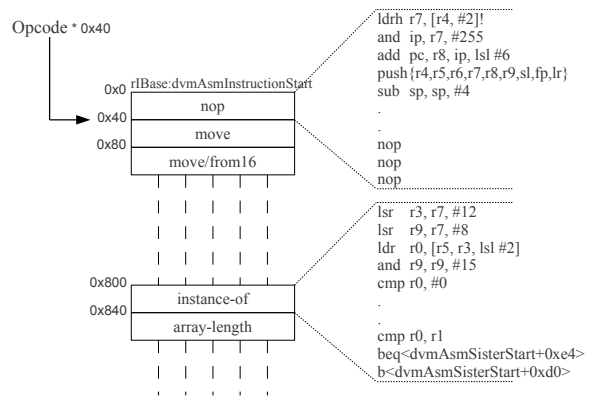 Opcode * 0x40
rIBase:dvmAsmInstructionStart
0x0
nop
0x40
move
0x80
move/from16
0x800
instance-of
0x840
array-length
ldrh r7, [r4, #2]!
and ip, r7, #255
add pc, r8, ip, lsl #6
push{r4,r5,r6,r7,r8,r9,sl,fp,lr}
sub sp, sp, #4
.
.
nop
nop
nop
lsr r3, r7, #12
lsr r9, r7, #8
ldr r0, [r5, r3, lsl #2]
and r9, r9, #15
cmp r0, #0
.
.
cmp r0, r1
beq<dvmAsmSisterStart+0xe4>
b<dvmAsmSisterStart+0xd0>